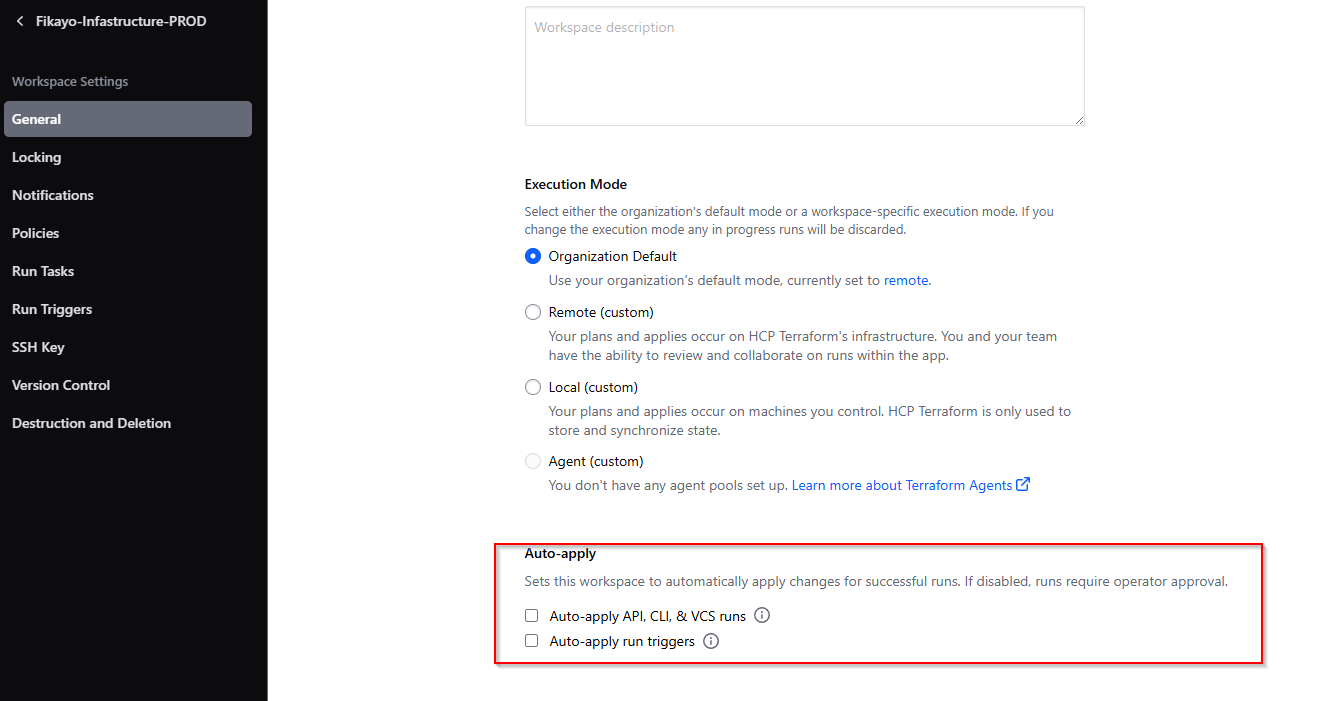 Fikayo-Infastructure-PROD
Workspace Settings
General
Locking
Notifications
Policies
Run Tasks
Run Triggers
SSH Key
Version Control
Destruction and Deletion
Workspace description
Execution Mode
Select either the organization's default mode or a workspace-specific execution mode. If you
change the execution mode any in progress runs will be discarded.
Organization Default
Use your organization's default mode, currently set to remote.
Remote (custom)
Your plans and applies occur on HCP Terraform's infrastructure. You and your team
have the ability to review and collaborate on runs within the app.
Local (custom)
Your plans and applies occur on machines you control. HCP Terraform is only used to
store and synchronize state.
Agent (custom)
You don't have any agent pools set up. Learn more about Terraform Agents
Auto-apply
Sets this workspace to automatically apply changes for successful runs. If disabled, runs require operator approval.
Auto-apply API, CLI, & VCS runs
Auto-apply run triggers